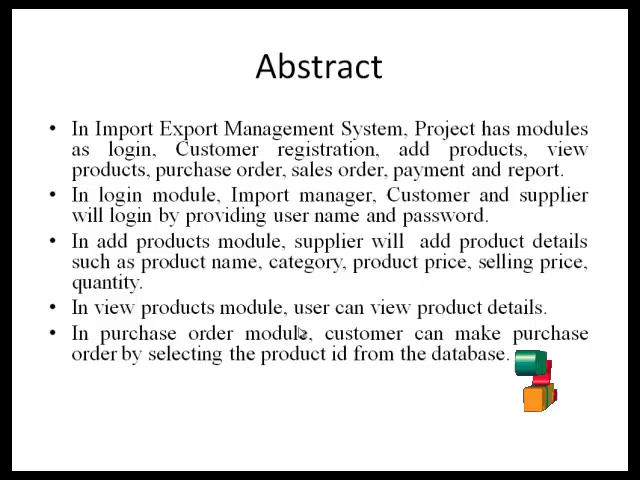 Abstract
• In Import Export Management System, Project has modules
as login, Customer registration, add products, view
products, purchase order, sales order, payment and report.
• In login module, Import manager, Customer and supplier
will login by providing user name and password.
• In add products module, supplier will add product details
such as product name, category, product price, selling price,
quantity.
• In view products module, user can view product details.
• In purchase order module, customer can make purchase
order by selecting the product id from the database.